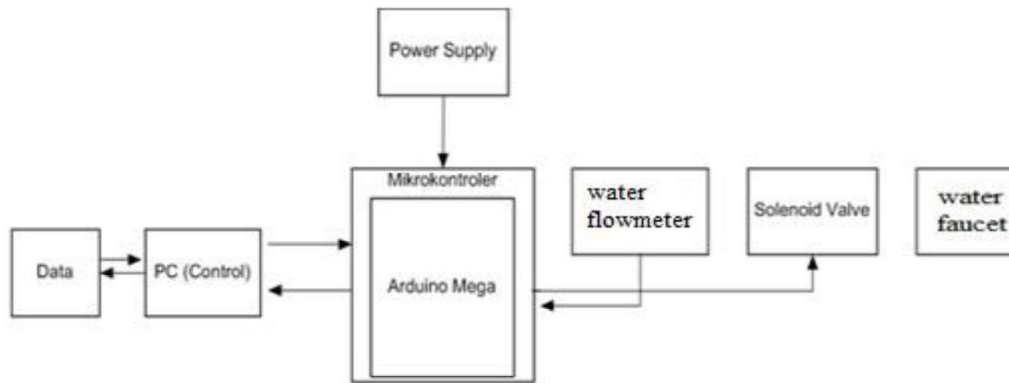 Power Supply
Mikrokontroler
water
flowmeter
Solenoid Valve
water
faucet
Data
PC (Control)
Arduino Mega